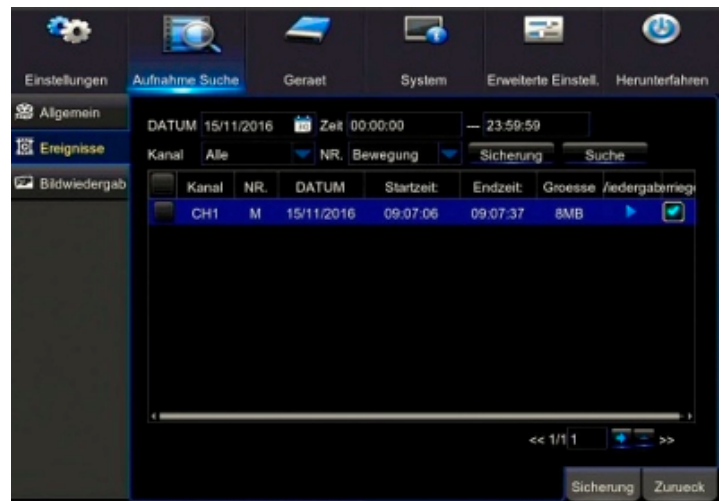 Einstellungen Aufnahme Suche Geraet System Erweiterte Einstell. Herunterfahren
Allgemein
Ereignisse
Bildwiedergab
DATUM 15/11/2016 Zeit 00:00:00 — 23:59:59
Kanal Alle NR. Bewegung Sicherung Suche
Kanal NR. DATUM Startzeit Endzeit Groesse
CH1 M 15/11/2016 09:07:06 09:07:37 8MB
<< 1/1 1 + - >>
Sicherung Zurueck